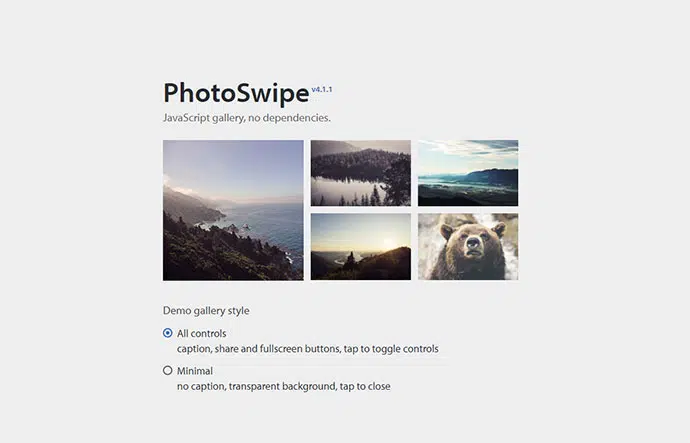 PhotoSwipe v4.1.1
JavaScript gallery, no dependencies.
Demo gallery style
All controls
caption, share and fullscreen buttons, tap to toggle controls
Minimal
no caption, transparent background, tap to close